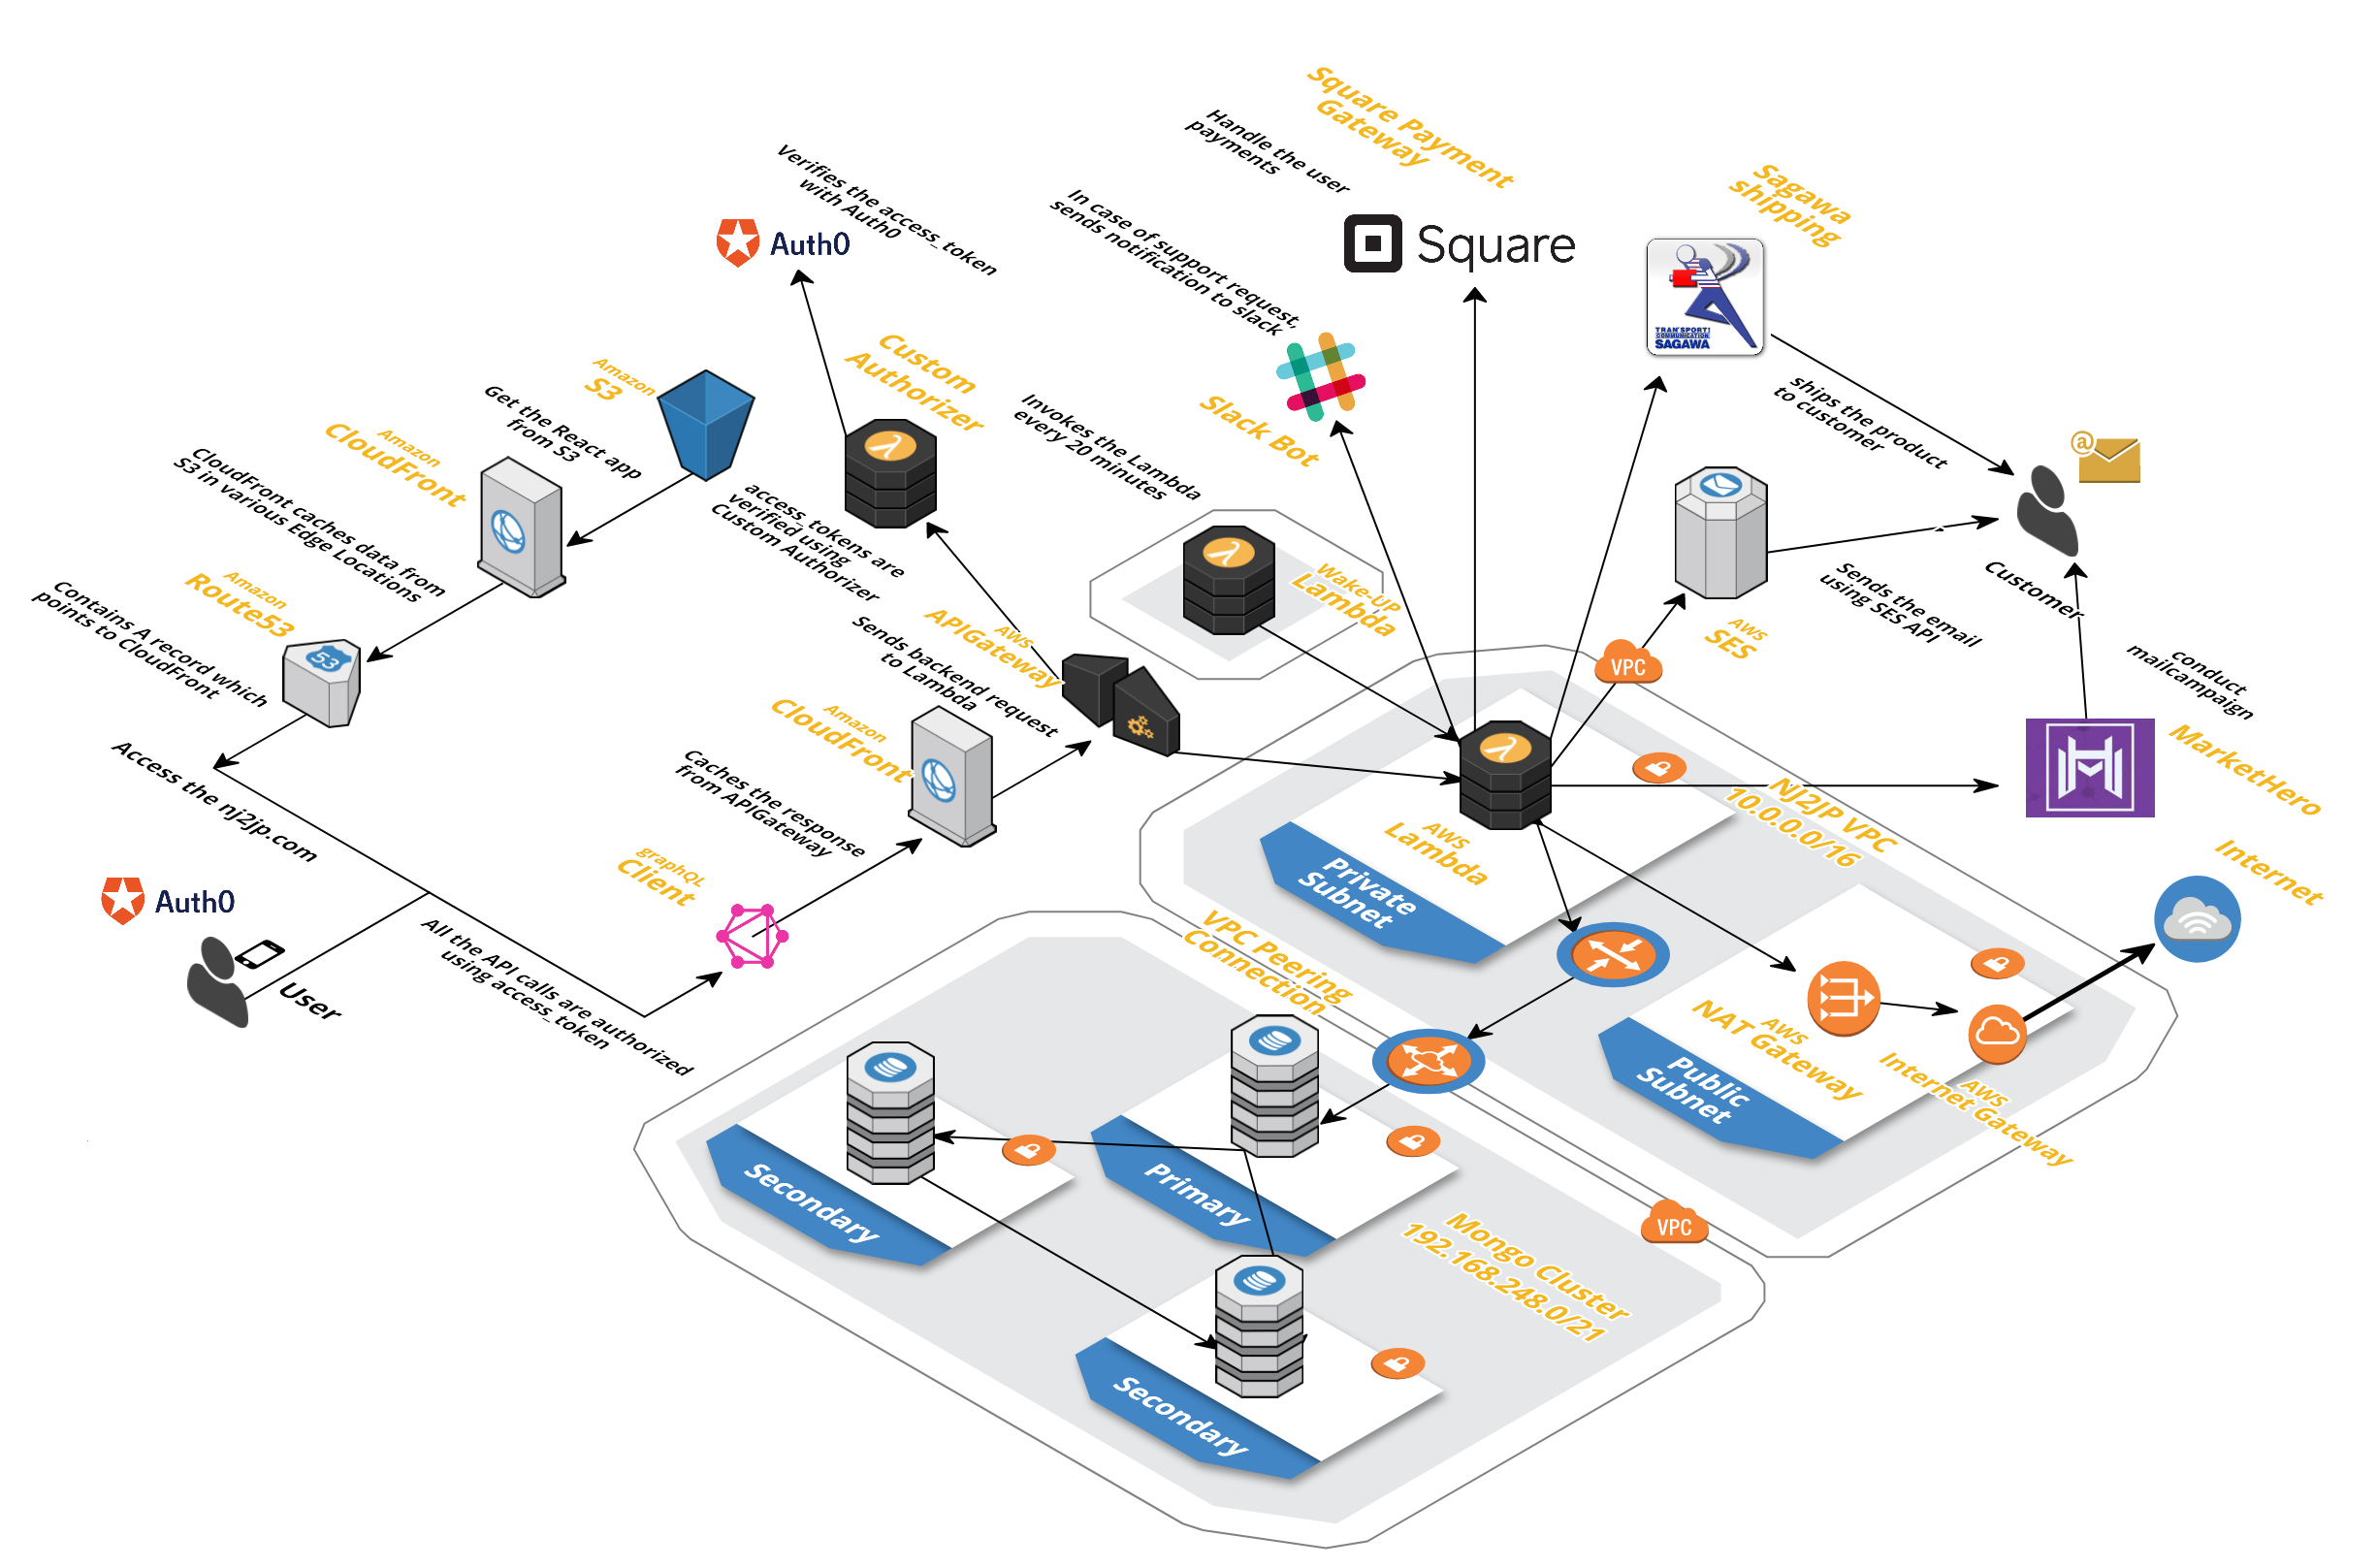 Square Payment
Gateway
Handle the user
payments
Square
Sagawa
shipping
TRANSPORT!
COMMUNICATION
SAGAWA
ships the product
to customer
@
Customer
Verifies the access_token
with Auth0
Auth0
In case of support request,
sends notification to slack
Slack Bot
Custom
Authorizer
λ
Amazon
S3
Get the React app
from S3
Amazon
CloudFront
CloudFront caches data from
S3 in various Edge Locations
Amazon
Route53
53
Contains A record which
points to CloudFront
Access the nj2jp.com
Auth0
User
All the API calls are authorized
using access_token
graphQL
Client
Amazon
CloudFront
Caches the response
from APIGateway
AWS
APIGateway
Sends backend request
to Lambda
access_tokens are
verified using
Custom Authorizer
Invokes the Lambda
every 20 minutes
λ
Wake-UP
Lambda
AWS
SES
Sends the email
using SES API
conduct
mailcampaign
MarketHero
VPC
NJ2JP VPC
10.0.0.0/16
λ
AWS
Lambda
Private
Subnet
Internet
AWS
NAT Gateway
AWS
Internet Gateway
Public
Subnet
VPC Peering
Connection
VPC
Mongo Cluster
192.168.248.0/21
Primary
Secondary
Secondary